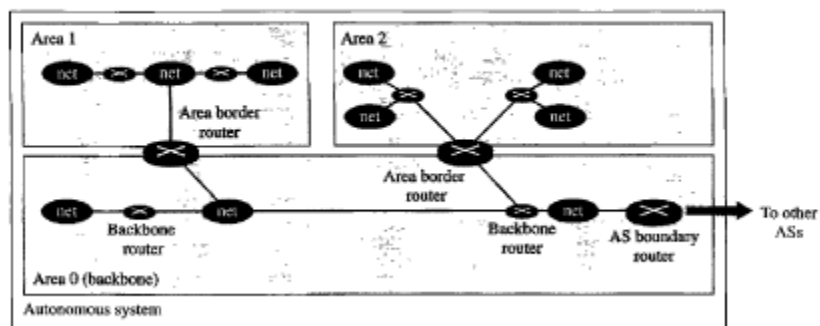 Area 1
Area 2
net
net
net
net
net
net
net
Area border
router
Area border
router
net
net
net
Backbone
router
Backbone
router
AS boundary
router
To other
ASs
Area 0 (backbone)
Autonomous system